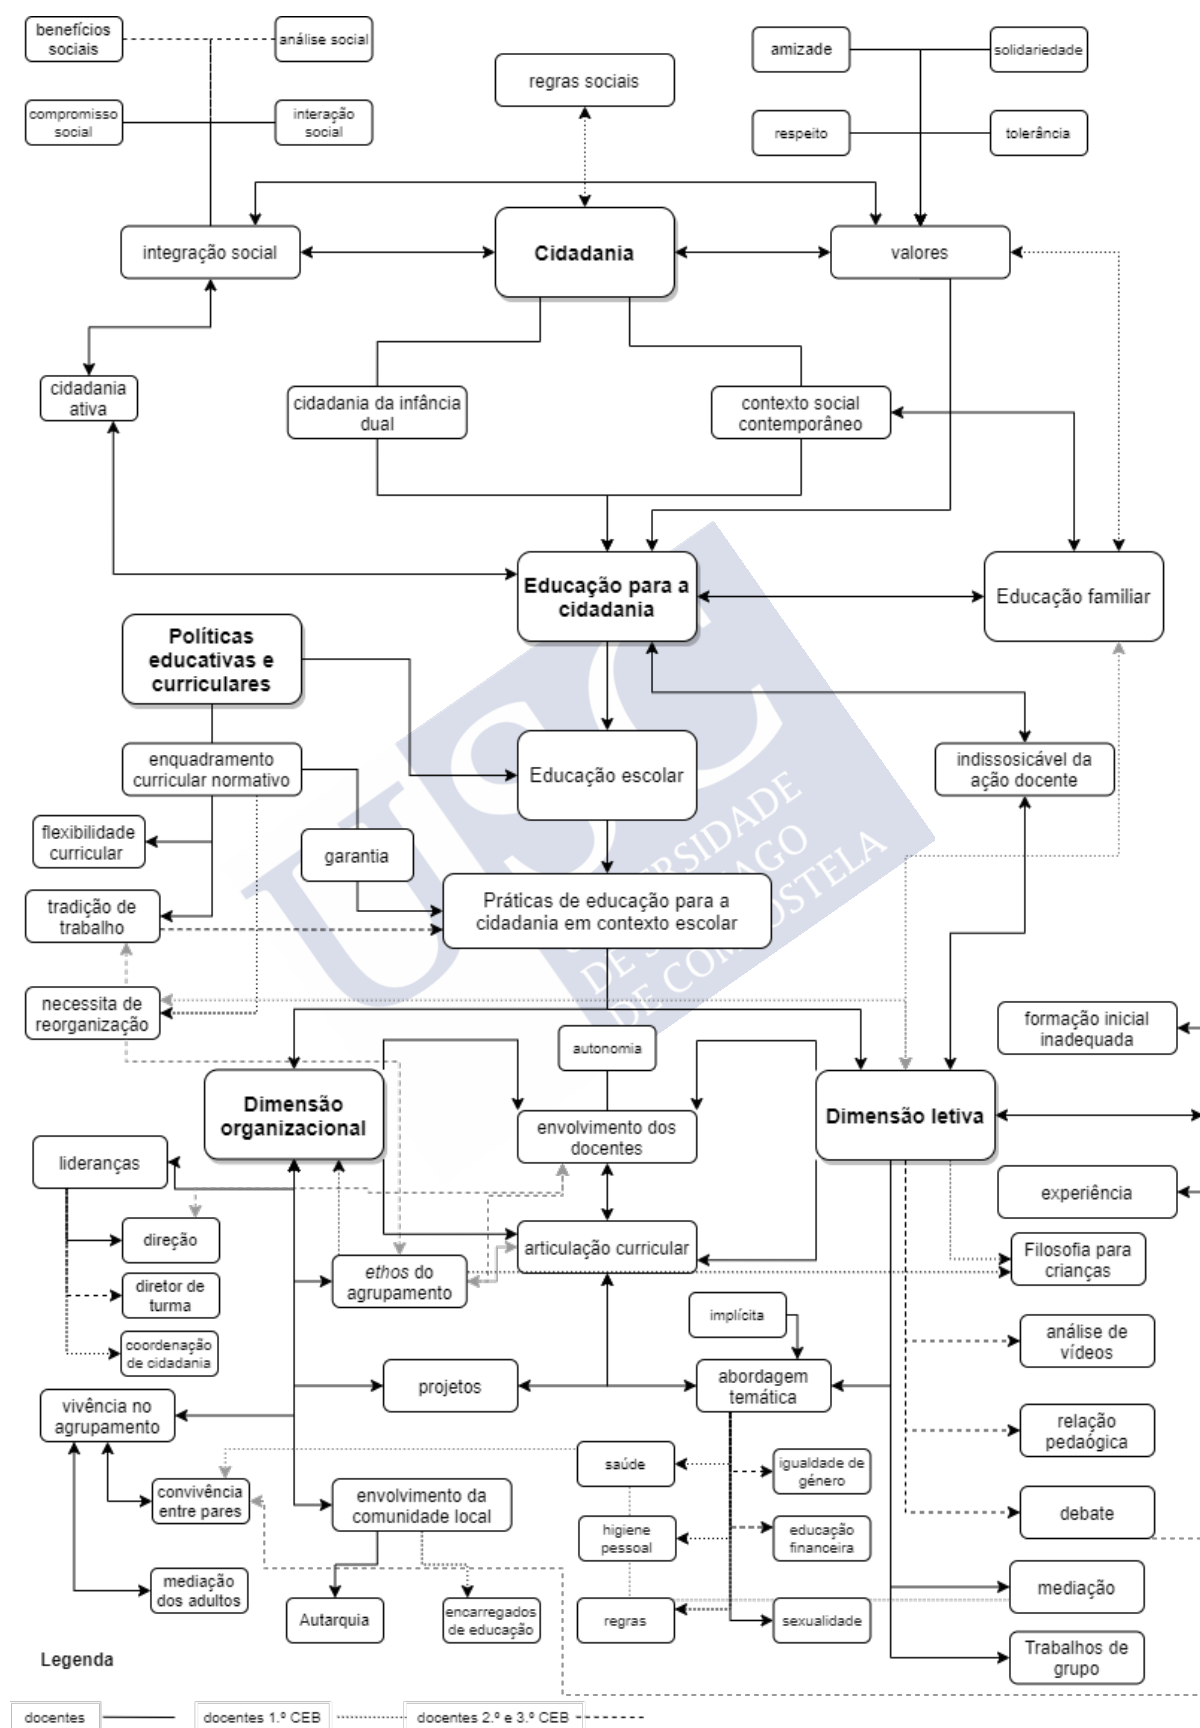 benefícios
sociais
análise social
compromisso
social
interação
social
regras sociais
amizade
solidariedade
respeito
tolerância
integração social
Cidadania
valores
cidadania
ativa
cidadania da infância
dual
contexto social
contemporâneo
Educação para a
cidadania
Educação familiar
Políticas
educativas e
curriculares
enquadramento
curricular normativo
Educação escolar
indissosicável da
ação docente
flexibilidade
curricular
garantia
tradição de
trabalho
Práticas de educação para a
cidadania em contexto escolar
necessita de
reorganização
formação inicial
inadequada
autonomia
Dimensão
organizacional
envolvimento dos
docentes
Dimensão letiva
lideranças
experiência
direção
articulação curricular
Filosofia para
crianças
ethos do
agrupamento
diretor de
turma
implícita
coordenação
de cidadania
análise de
vídeos
projetos
abordagem
temática
vivência no
agrupamento
relação
pedaógica
saúde
igualdade de
género
convivência
entre pares
envolvimento da
comunidade local
debate
higiene
pessoal
educação
financeira
mediação
dos adultos
mediação
Autarquia
encarregados
de educação
regras
sexualidade
Trabalhos de
grupo
Legenda
docentes
docentes 1.º CEB
docentes 2.º e 3.º CEB
USC
DE COMPOSTELA